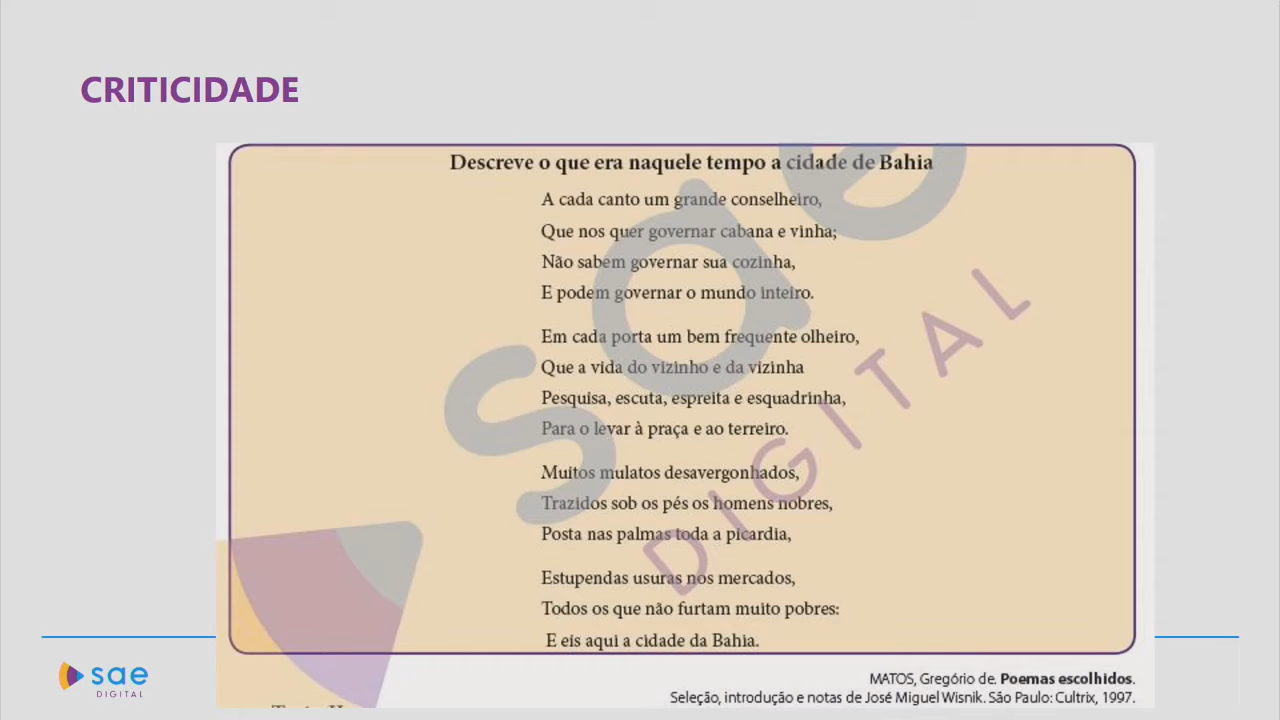 CRITICIDADE
Descreve o que era naquele tempo a cidade de Bahia
A cada canto um grande conselheiro,
Que nos quer governar cabana e vinha;
Não sabem governar sua cozinha,
E podem governar o mundo inteiro.
Em cada porta um bem frequente olheiro,
Que a vida do vizinho e da vizinha
Pesquisa, escuta, espreita e esquadrinha,
Para o levar à praça e ao terreiro.
Muitos mulatos desavergonhados,
Trazidos sob os pés os homens nobres,
Posta nas palmas toda a picardia,
Estupendas usuras nos mercados,
Todos os que não furtam muito pobres:
E eis aqui a cidade da Bahia.
MATOS, Gregório de. Poemas escolhidos.
Seleção, introdução e notas de José Miguel Wisnik. São Paulo: Cultrix, 1997.
sae
DIGITAL
sae
DIGITAL